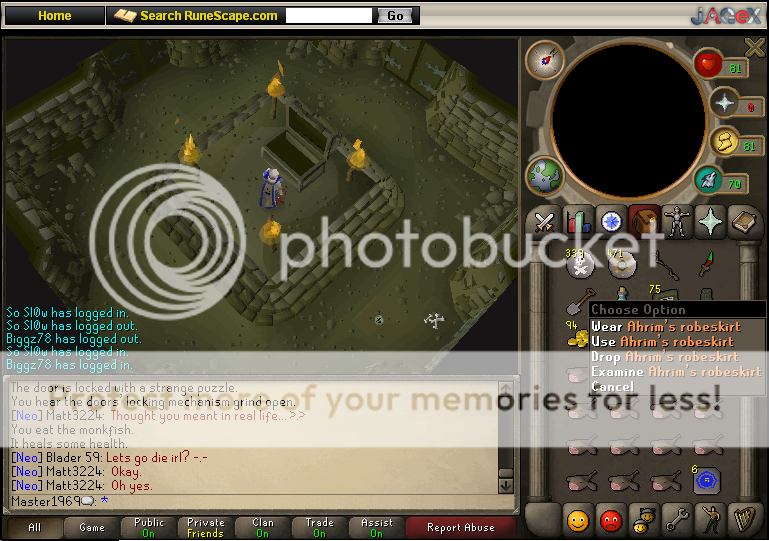 Home
Search RuneScape.com
Go
JAGEX
81
0
81
70
photobucket
333
471
75
94
Choose Option
Wear Ahrim's robeskirt
Use Ahrim's robeskirt
Drop Ahrim's robeskirt
Examine Ahrim's robeskirt
Cancel
So Sl0w has logged in.
So Sl0w has logged out.
Biggz78 has logged out.
So Sl0w has logged in.
Biggz78 has logged in.
more of your memories for less!
The door is locked with a strange puzzle.
You hear the doors' locking mechanism grind open.
[Neo] Matt3224: Thought you meant in real life... >>
You eat the monkfish.
It heals some health.
[Neo] Blader 59: Lets go die irl? -.-
[Neo] Matt3224: Okay.
[Neo] Matt3224: Oh yes.
Master1969: *
6
All
Game
Public
On
Private
Friends
Clan
On
Trade
On
Assist
On
Report Abuse